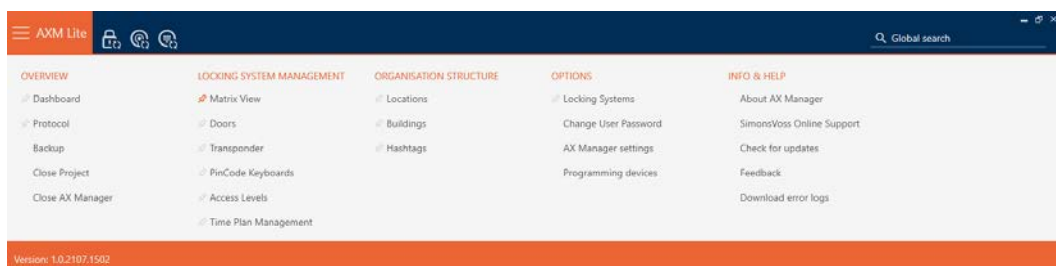 AXM Lite
Global search
OVERVIEW
Dashboard
Protocol
Backup
Close Project
Close AX Manager
LOCKING SYSTEM MANAGEMENT
Matrix View
Doors
Transponder
PinCode Keyboards
Access Levels
Time Plan Management
ORGANISATION STRUCTURE
Locations
Buildings
Hashtags
OPTIONS
Locking Systems
Change User Password
AX Manager settings
Programming devices
INFO & HELP
About AX Manager
SimonsVoss Online Support
Check for updates
Feedback
Download error logs
Version: 1.0.2107.1502